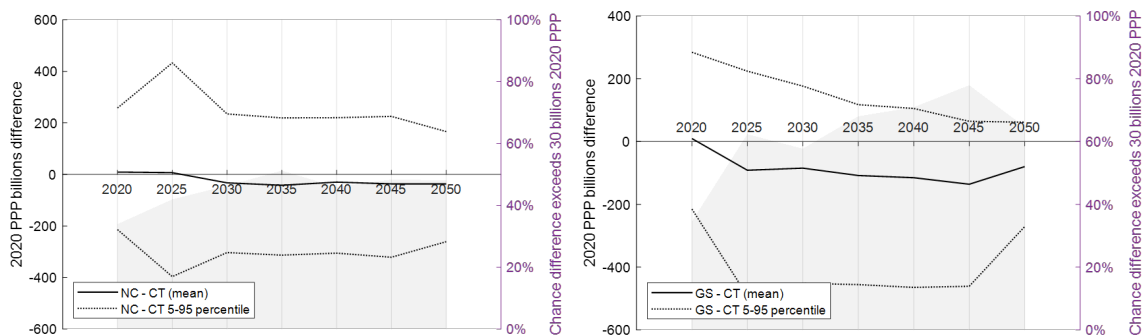 600
400
200
0
-200
-400
-600
2020 PPP billions difference
2020 2025 2030 2035 2040 2045 2050
NC - CT (mean)
NC - CT 5-95 percentile
100%
80%
60%
40%
20%
0%
Chance difference exceeds 30 billions 2020 PPP
400
200
0
-200
-400
-600
2020 PPP billions difference
2020 2025 2030 2035 2040 2045 2050
GS - CT (mean)
GS - CT 5-95 percentile
100%
80%
60%
40%
20%
0%
Chance difference exceeds 30 billions 2020 PPP